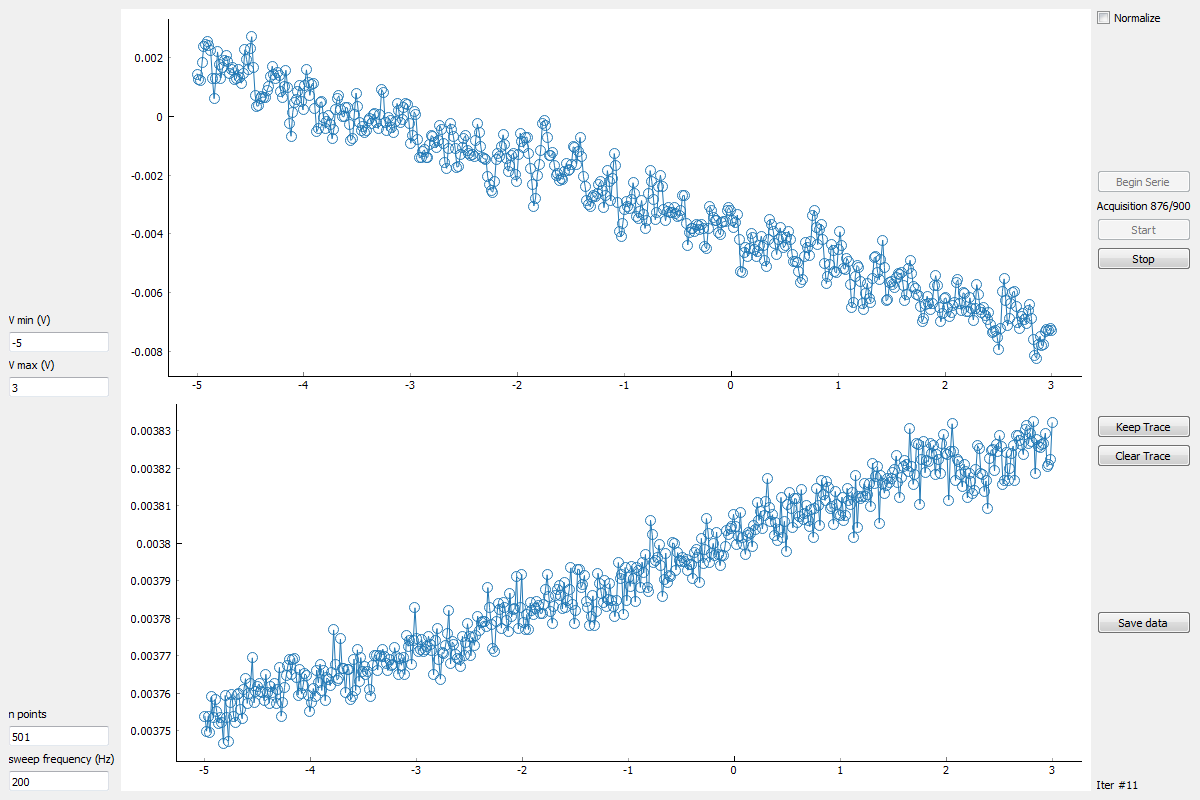 Normalize
0.002
0
-0.002
-0.004
-0.006
-0.008
-5 -4 -3 -2 -1 0 1 2 3
Begin Serie
Acquisition 876/900
Start
Stop
V min (V)
-5
V max (V)
3
0.00383
0.00382
0.00381
0.0038
0.00379
0.00378
0.00377
0.00376
0.00375
-5 -4 -3 -2 -1 0 1 2 3
Keep Trace
Clear Trace
Save data
n points
501
sweep frequency (Hz)
200
Iter #11